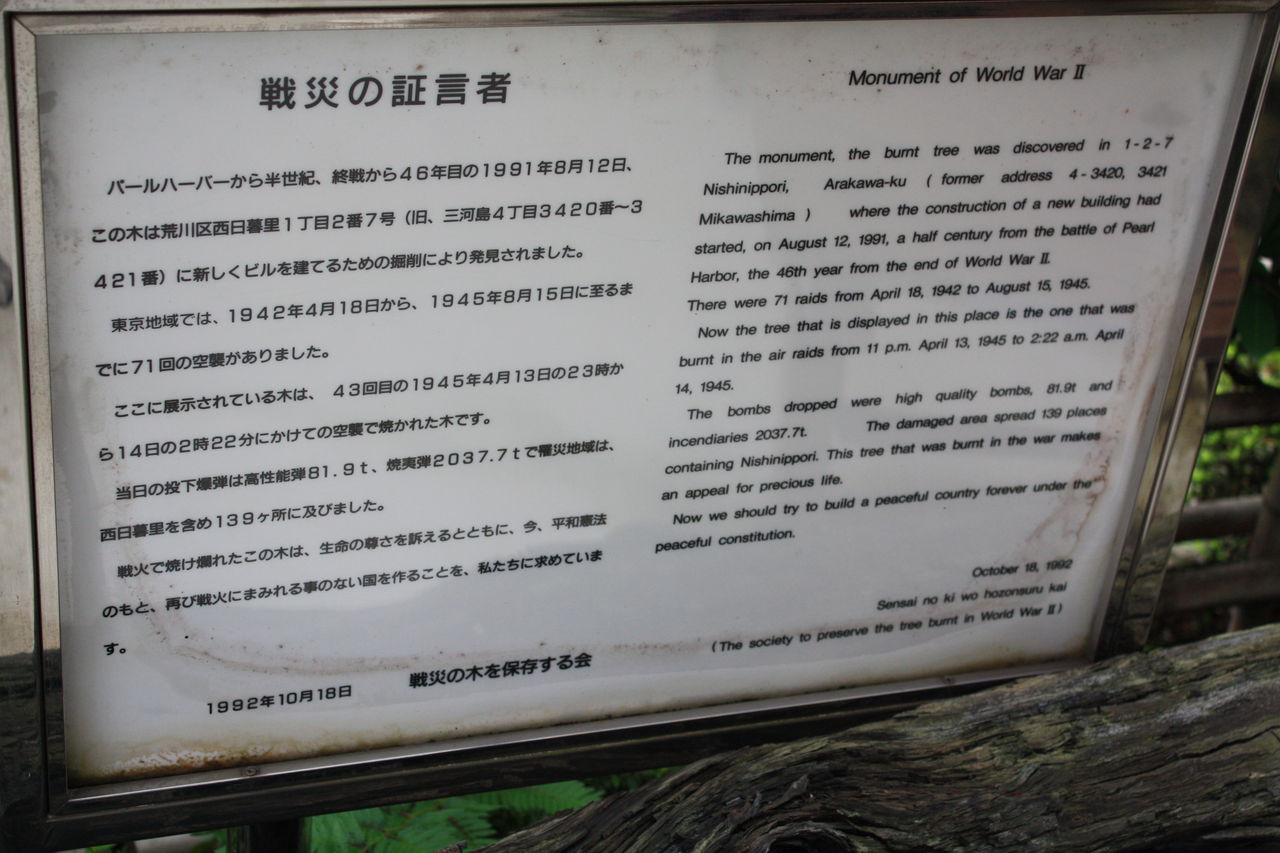 戦災の証言者
パールハーバーから半世紀、終戦から46年目の1991年8月12日、
この木は荒川区西日暮里1丁目2番7号（旧、三河島4丁目3420番〜3
421番）に新しくビルを建てるための掘削により発見されました。
東京地域では、1942年4月18日から、1945年8月15日に至るま
でに71回の空襲がありました。
ここに展示されている木は、 43回目の1945年4月13日の23時か
ら14日の2時22分にかけての空襲で焼かれた木です。
当日の投下爆弾は高性能弾81.9t、焼夷弾2037.7tで罹災地域は、
西日暮里を含め139ヶ所に及びました。
戦火で焼け爛れたこの木は、生命の尊さを訴えるとともに、今、平和憲法
のもと、再び戦火にまみれる事のない国を作ることを、私たちに求めていま
す。
1992年10月18日 戦災の木を保存する会
Monument of World War Ⅱ
The monument, the burnt tree was discovered in 1-2-7
Nishinippori, Arakawa-ku ( former address 4-3420, 3421
Mikawashima ) where the construction of a new building had
started, on August 12, 1991, a half century from the battle of Pearl
Harbor, the 46th year from the end of World War Ⅱ.
There were 71 raids from April 18, 1942 to August 15, 1945.
Now the tree that is displayed in this place is the one that was
burnt in the air raids from 11 p.m. April 13, 1945 to 2:22 a.m. April
14, 1945.
The bombs dropped were high quality bombs, 81.9t and
incendiaries 2037.7t. The damaged area spread 139 places
containing Nishinippori. This tree that was burnt in the war makes
an appeal for precious life.
Now we should try to build a peaceful country forever under the
peaceful constitution.
October 18, 1992
Sensai no ki wo hozonsuru kai
(The society to preserve the tree burnt in World War Ⅱ)